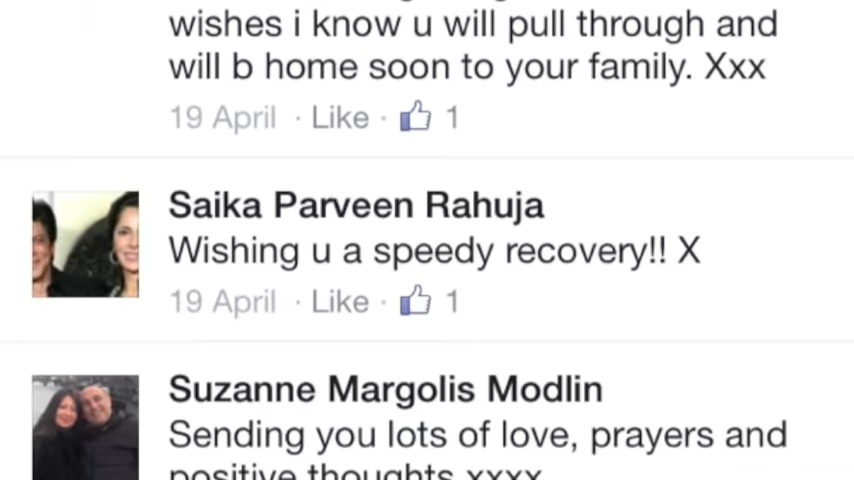 wishes i know u will pull through and
will b home soon to your family. Xxx
19 April · Like · 1
Saika Parveen Rahuja
Wishing u a speedy recovery!! X
19 April · Like · 1
Suzanne Margolis Modlin
Sending you lots of love, prayers and
positive thoughts xxxx